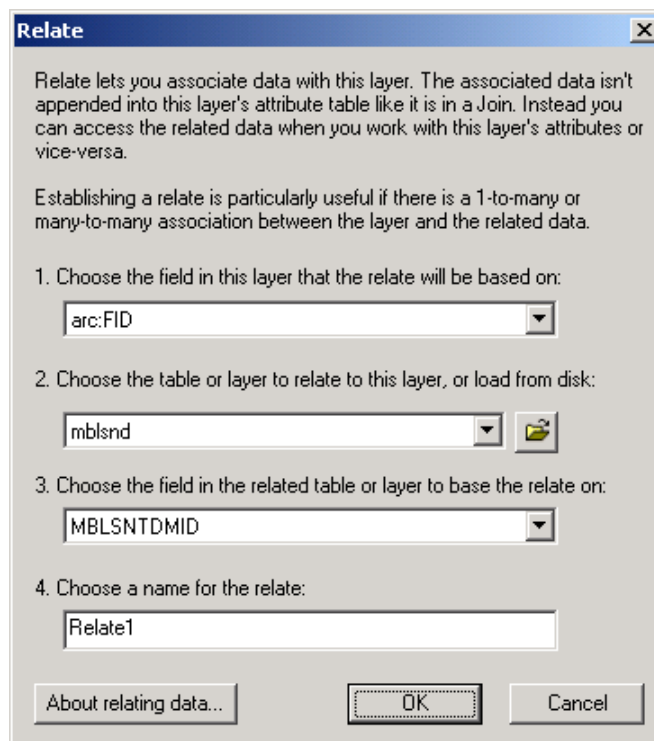 Relate
Relate lets you associate data with this layer. The associated data isn't
appended into this layer's attribute table like it is in a Join. Instead you
can access the related data when you work with this layer's attributes or
vice-versa.
Establishing a relate is particularly useful if there is a 1-to-many or
many-to-many association between the layer and the related data.
1. Choose the field in this layer that the relate will be based on:
arc:FID
2. Choose the table or layer to relate to this layer, or load from disk:
mblsnd
3. Choose the field in the related table or layer to base the relate on:
MBLSNTDMID
4. Choose a name for the relate:
Relate1
About relating data... OK Cancel